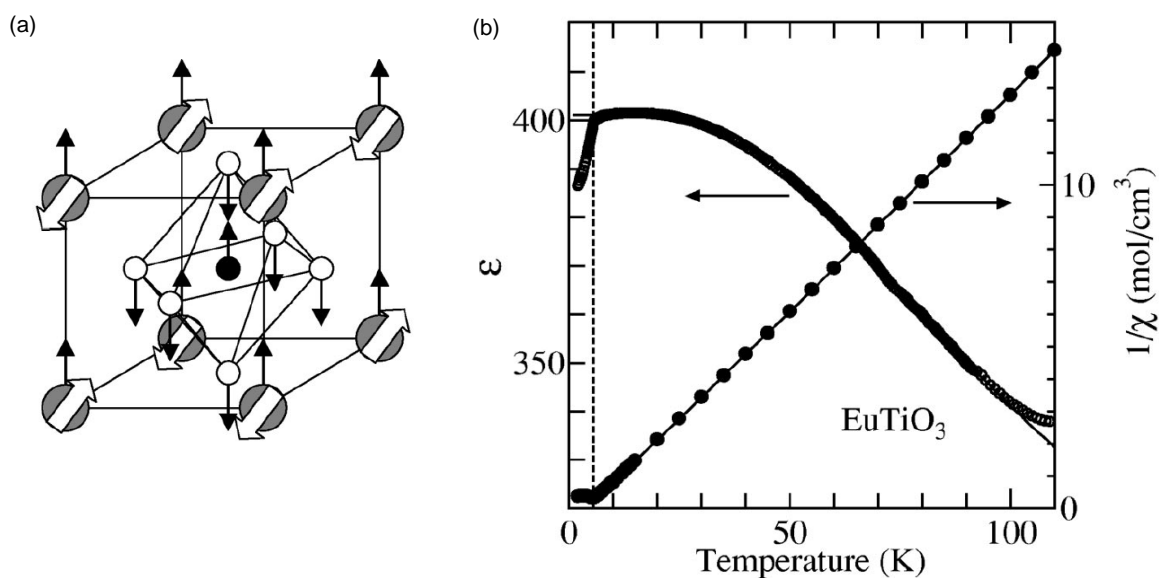 (a)
(b)
400
350
ε
10
0
1/χ (mol/cm³)
EuTiO₃
0
50
100
Temperature (K)